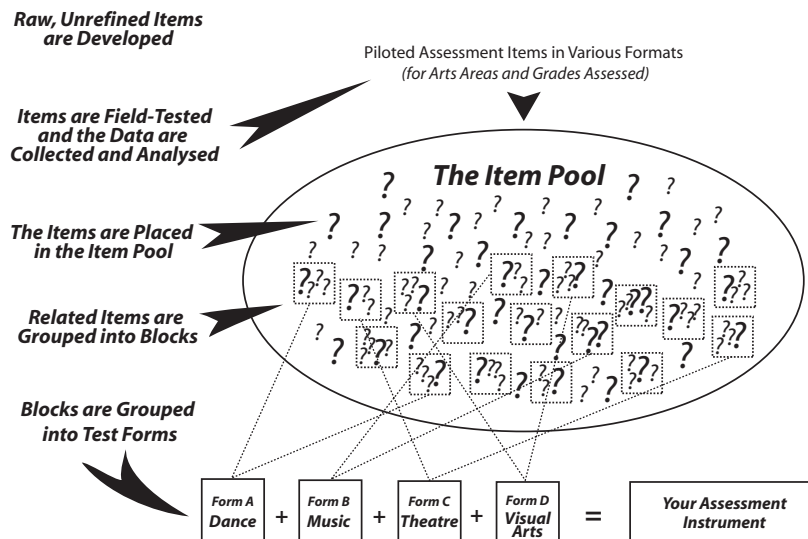 Raw, Unrefined Items
are Developed
Piloted Assessment Items in Various Formats
(for Arts Areas and Grades Assessed)
Items are Field-Tested
and the Data are
Collected and Analysed
The Item Pool
The Items are Placed
in the Item Pool
Related Items are
Grouped into Blocks
Blocks are Grouped
into Test Forms
Form A
Dance
+
Form B
Music
+
Form C
Theatre
+
Form D
Visual
Arts
=
Your Assessment
Instrument